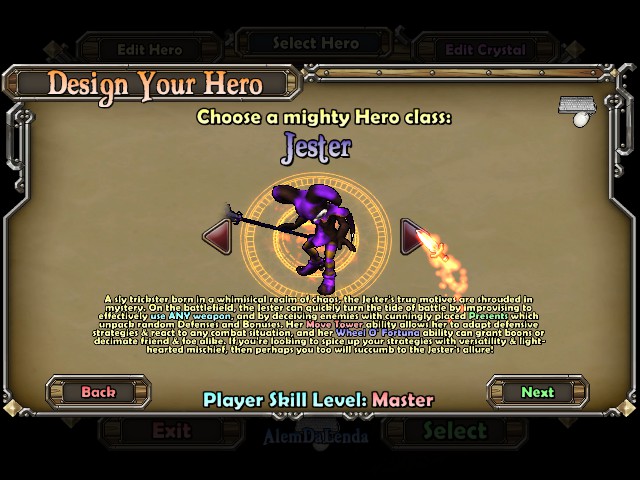 Edit Hero
Select Hero
Edit Crystal
Design Your Hero
Choose a mighty Hero class:
Jester
A sly trickster born in a whimisical realm of chaos, the Jester's true motives are shrouded in
mystery. On the battlefield, the Jester can quickly turn the tide of battle by improvising to
effectively use ANY weapon, and by deceiving enemies with cunningly placed Presents which
unpack random Defenses and Bonuses. Her Move Tower ability allows her to adapt defensive
strategies & react to any combat situation, and her Wheel O' Fortuna ability can grant boons or
decimate friend & foe alike. If you're looking to spice up your strategies with versatility & light-
hearted mischief, then perhaps you too will succumb to the Jester's allure!
Back
Player Skill Level: Master
Next
Exit
AlemDaLenda
Select